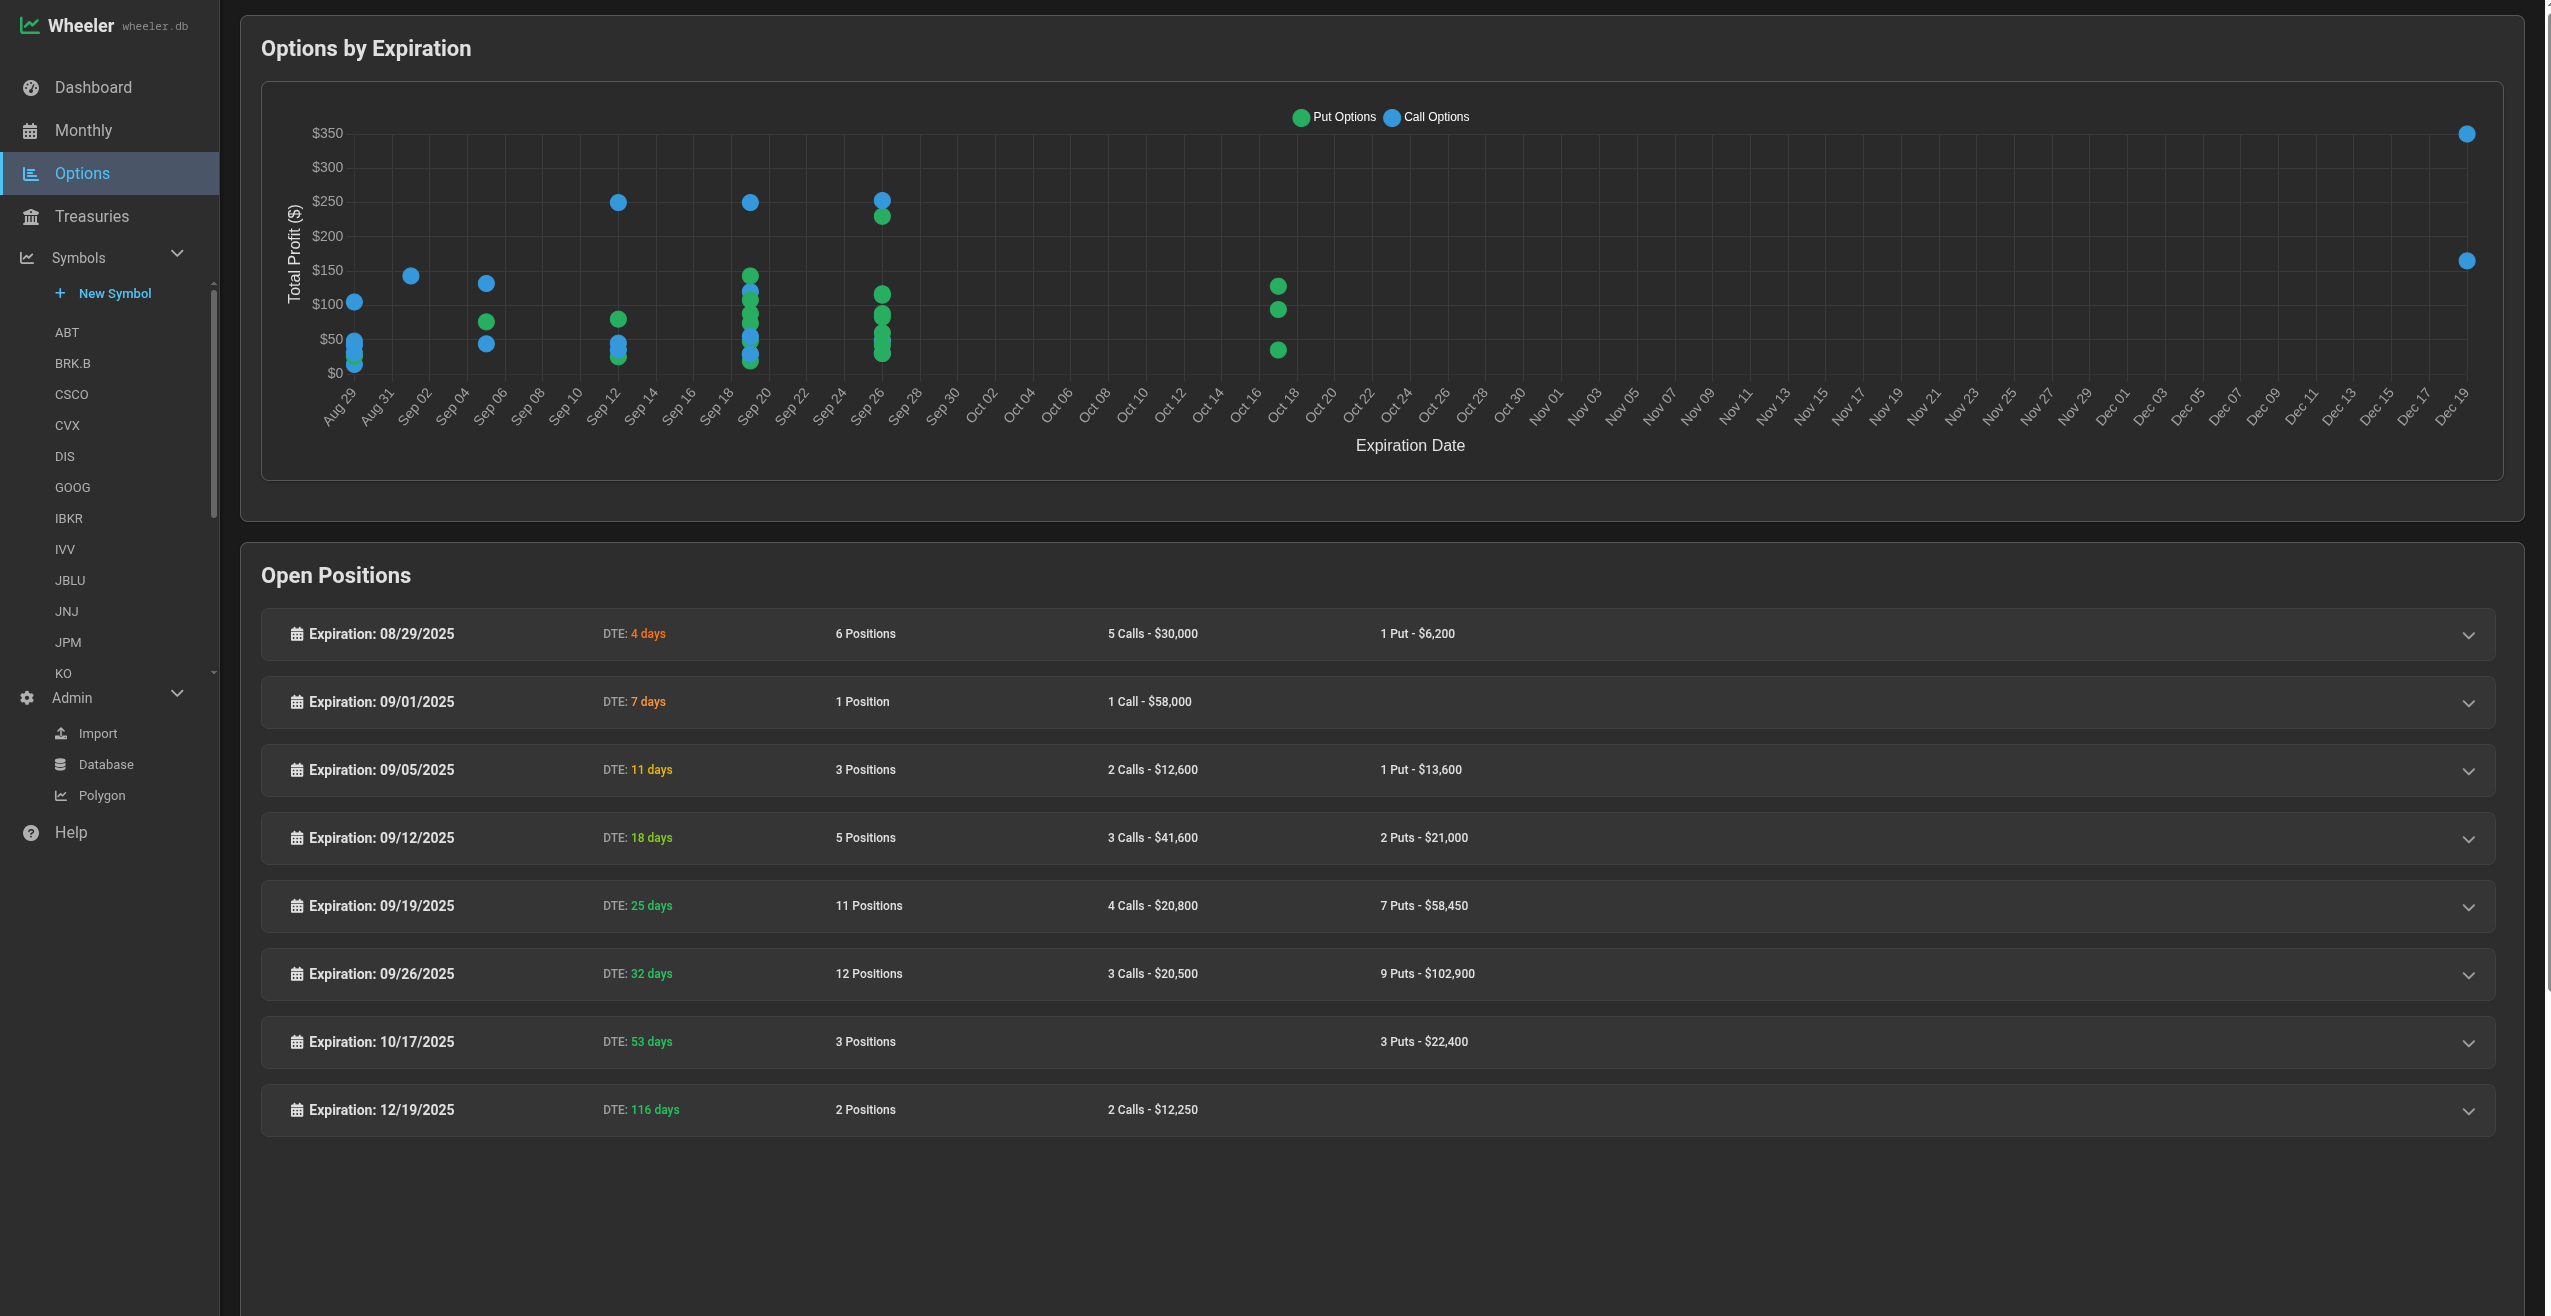 Wheeler wheeler.db
Dashboard
Monthly
Options
Treasuries
Symbols
+ New Symbol
ABT
BRK.B
CSCO
CVX
DIS
GOOG
IBKR
IVV
JBLU
JNJ
JPM
KO
Admin
Import
Database
Polygon
Help
Options by Expiration
Put Options Call Options
Total Profit ($)
$350
$300
$250
$200
$150
$100
$50
$0
Aug 29 Aug 31 Sep 02 Sep 04 Sep 06 Sep 08 Sep 10 Sep 12 Sep 14 Sep 16 Sep 18 Sep 20 Sep 22 Sep 24 Sep 26 Sep 28 Sep 30 Oct 02 Oct 04 Oct 06 Oct 08 Oct 10 Oct 12 Oct 14 Oct 16 Oct 18 Oct 20 Oct 22 Oct 24 Oct 26 Oct 28 Oct 30 Nov 01 Nov 03 Nov 05 Nov 07 Nov 09 Nov 11 Nov 13 Nov 15 Nov 17 Nov 19 Nov 21 Nov 23 Nov 25 Nov 27 Nov 29 Dec 01 Dec 03 Dec 05 Dec 07 Dec 09 Dec 11 Dec 13 Dec 15 Dec 17 Dec 19
Expiration Date
Open Positions
Expiration: 08/29/2025 DTE: 4 days 6 Positions 5 Calls - $30,000 1 Put - $6,200
Expiration: 09/01/2025 DTE: 7 days 1 Position 1 Call - $58,000
Expiration: 09/05/2025 DTE: 11 days 3 Positions 2 Calls - $12,600 1 Put - $13,600
Expiration: 09/12/2025 DTE: 18 days 5 Positions 3 Calls - $41,600 2 Puts - $21,000
Expiration: 09/19/2025 DTE: 25 days 11 Positions 4 Calls - $20,800 7 Puts - $58,450
Expiration: 09/26/2025 DTE: 32 days 12 Positions 3 Calls - $20,500 9 Puts - $102,900
Expiration: 10/17/2025 DTE: 53 days 3 Positions 3 Puts - $22,400
Expiration: 12/19/2025 DTE: 116 days 2 Positions 2 Calls - $12,250